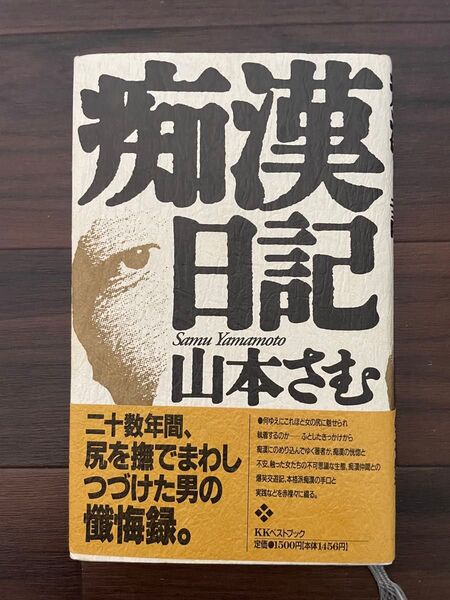 痴漢
日記
Samu Yamamoto
山本さむ
二十数年間、
尻を撫でまわし
つづけた男の
懺悔録。
●何ゆえにこれほど女の尻に魅せられ
執着するのか──ふとしたきっかけから
痴漢にのめり込んでゆく著者が、痴漢の恍惚と
不安、触った女たちの不可思議な生態、痴漢仲間との
爆笑交遊記、本格派痴漢の手口と
実践などを赤裸々に綴る。
KKベストブック
定価●1500円[本体1456円]